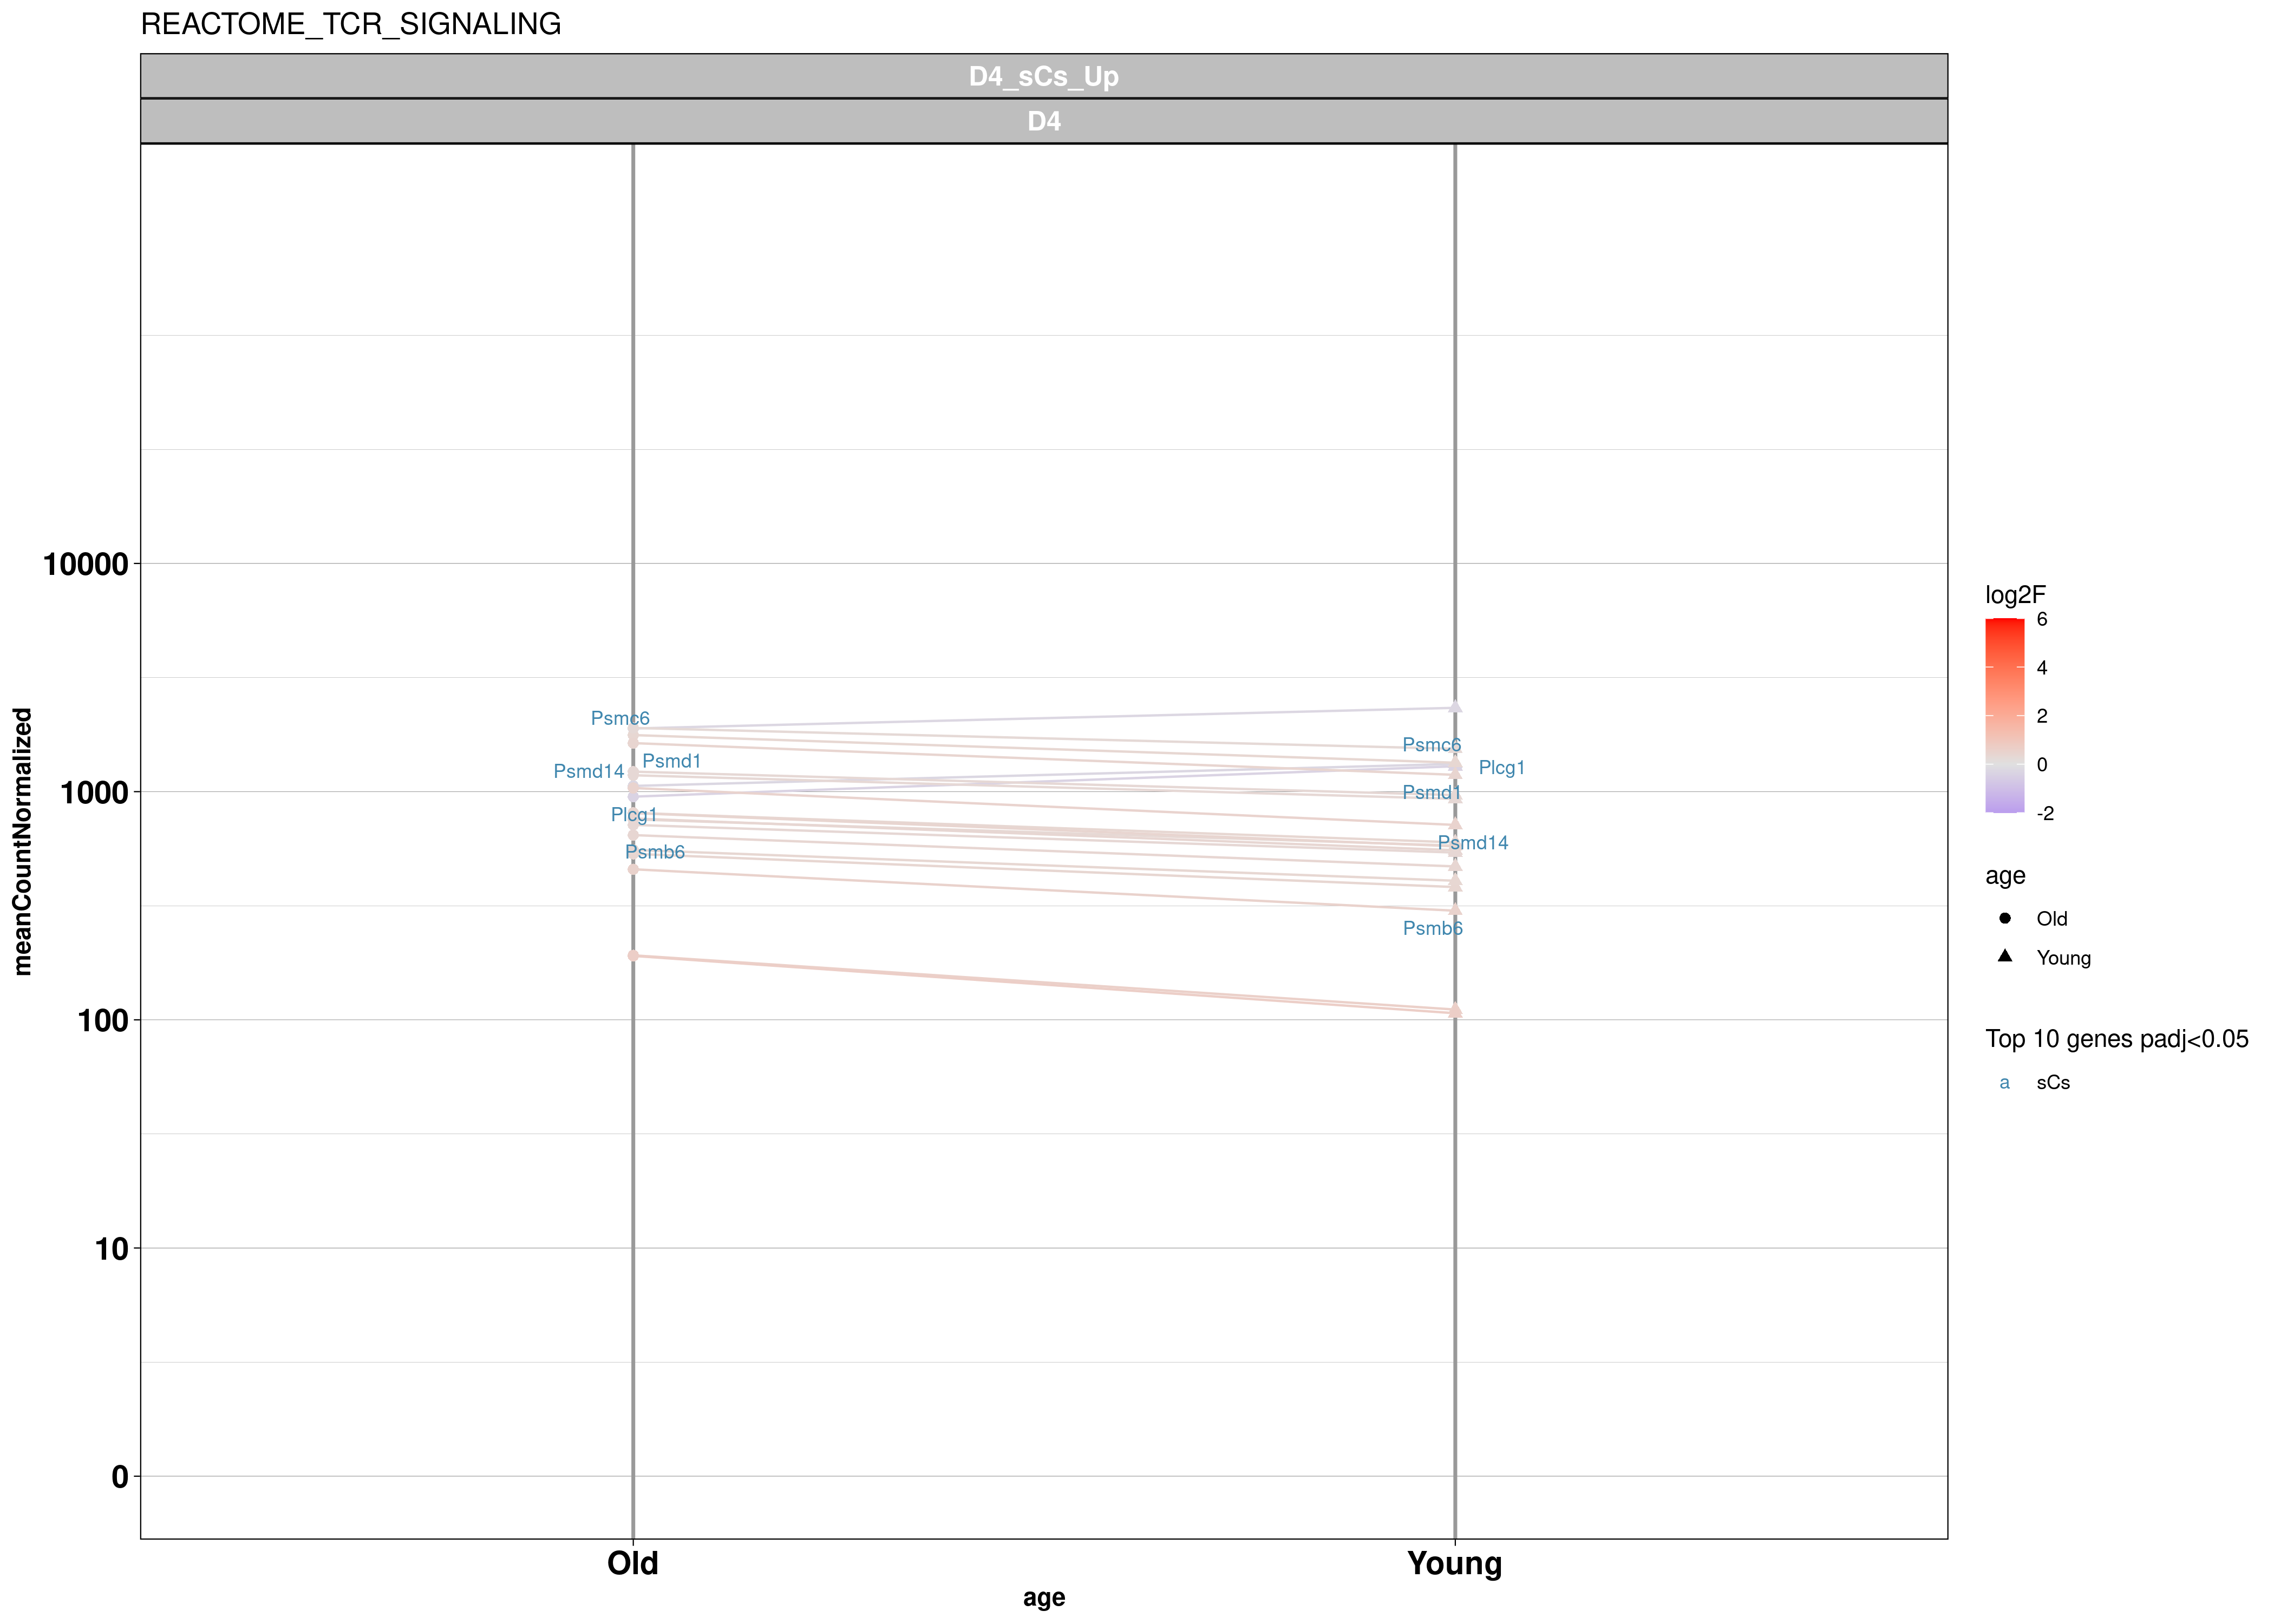 REACTOME_TCR_SIGNALING
D4_sCs_Up
D4
meanCountNormalized
10000
1000
100
10
0
Psmc6
Psmd1
Psmd14
Plcg1
Psmb6
Psmc6
Plcg1
Psmd1
Psmd14
Psmb6
Old
Young
age
log2F
6
4
2
0
-2
age
Old
Young
Top 10 genes padj<0.05
a sCs